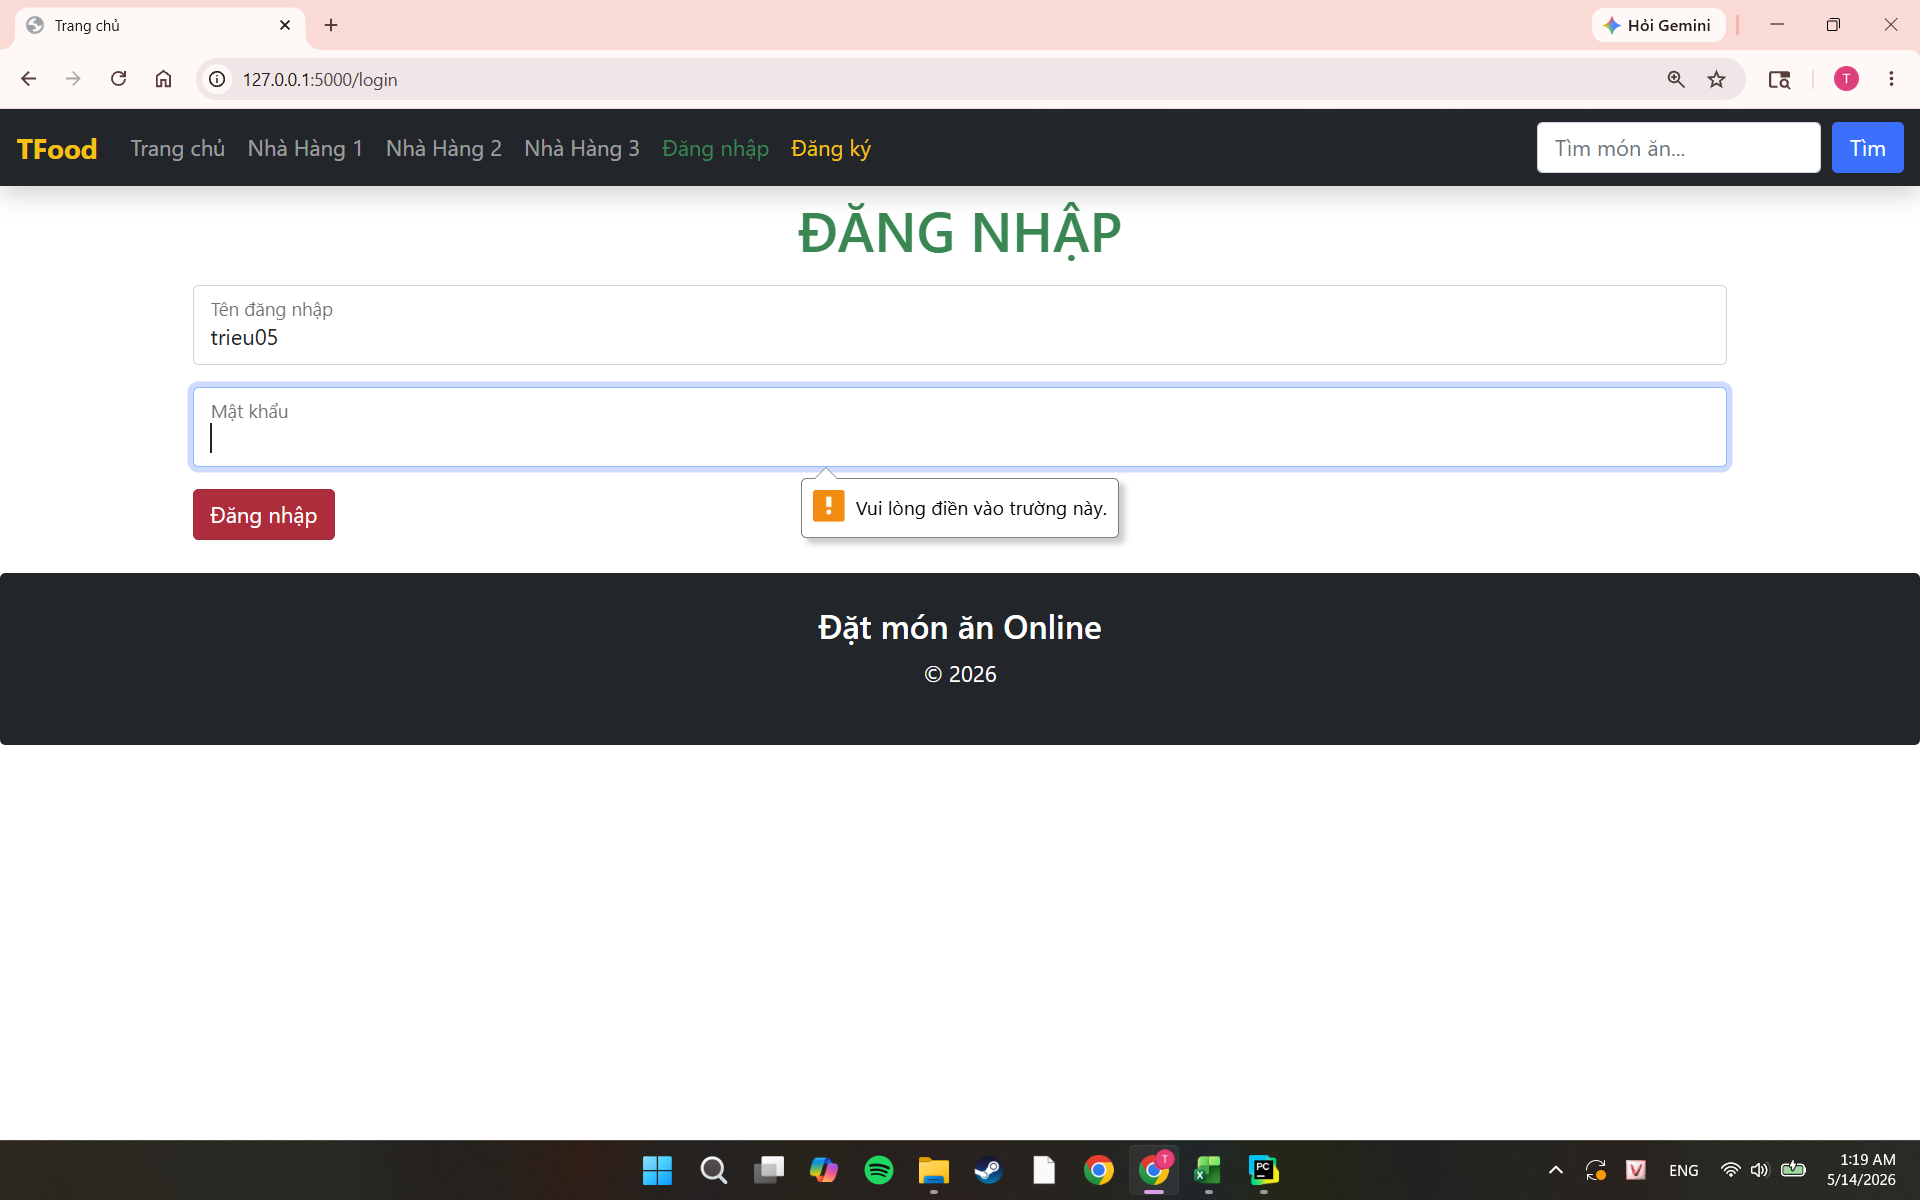 Trang chủ
Hỏi Gemini
127.0.0.1:5000/login
T
TFood Trang chủ Nhà Hàng 1 Nhà Hàng 2 Nhà Hàng 3 Đăng nhập Đăng ký Tìm món ăn... Tìm
ĐĂNG NHẬP
Tên đăng nhập
trieu05
Mật khẩu
Đăng nhập
! Vui lòng điền vào trường này.
Đặt món ăn Online
© 2026
T
PC
V
ENG
1:19 AM
5/14/2026